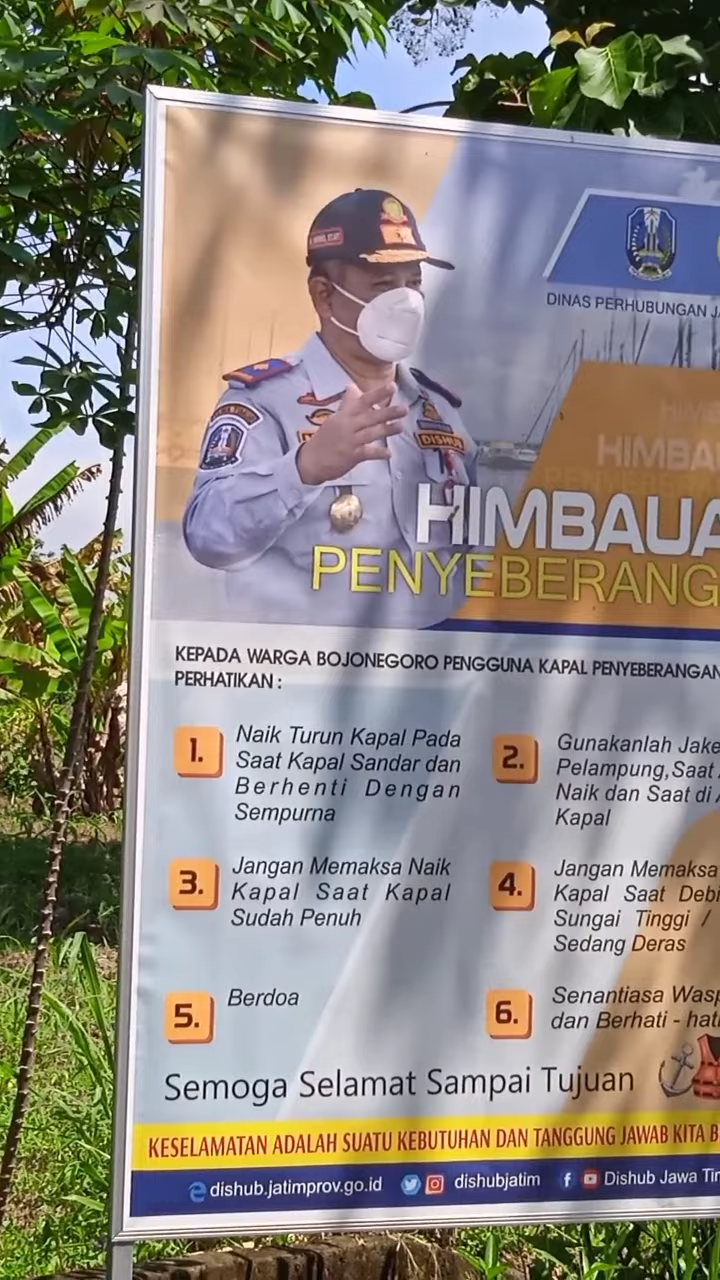 DINAS PERHUBUNGAN
DISHUB
HIMBAUA
PENYEBERANG
KEPADA WARGA BOJONEGORO PENGGUNA KAPAL PENYEBERANGAN
PERHATIKAN :
1. Naik Turun Kapal Pada
Saat Kapal Sandar dan
Berhenti Dengan
Sempurna
2. Gunakanlah Jake
Pelampung,Saat
Naik dan Saat di
Kapal
3. Jangan Memaksa Naik
Kapal Saat Kapal
Sudah Penuh
4. Jangan Memaksa
Kapal Saat Debi
Sungai Tinggi /
Sedang Deras
5. Berdoa
6. Senantiasa Wasp
dan Berhati - hat
Semoga Selamat Sampai Tujuan
KESELAMATAN ADALAH SUATU KEBUTUHAN DAN TANGGUNG JAWAB KITA B
dishub.jatimprov.go.id dishubjatim Dishub Jawa Tim